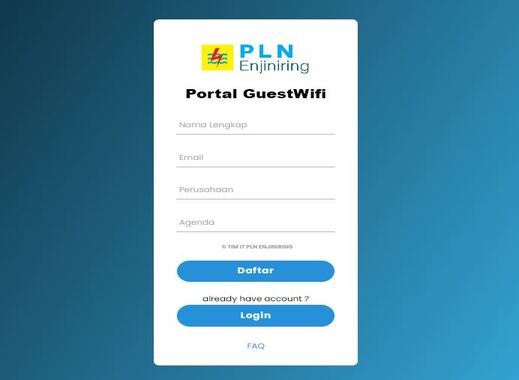 PLN
Enjiniring
Portal GuestWifi
Nama Lengkap
Email
Perusahaan
Agenda
© TIM IT PLN ENJINIRING
Daftar
already have account ?
Login
FAQ